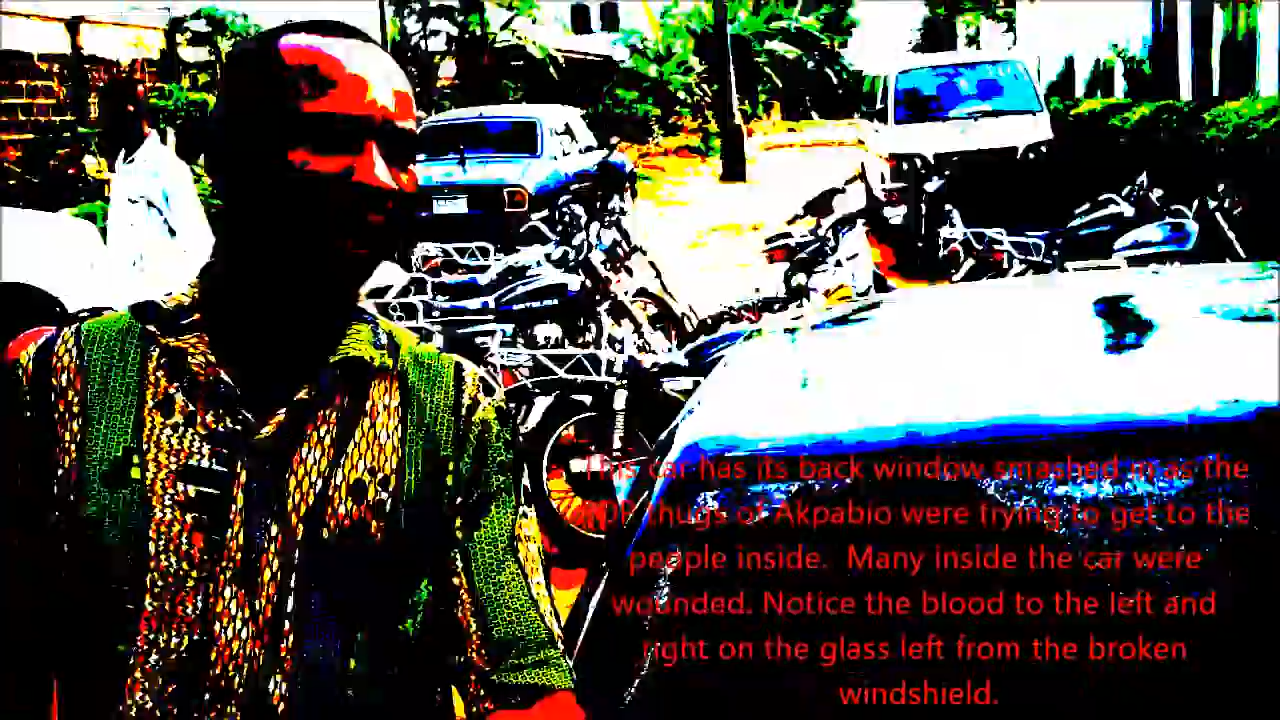 This car has its back window smashed in as the
PDP thugs of Akpabio were trying to get to the
people inside. Many inside the car were
wounded. Notice the blood to the left and
right on the glass left from the broken
windshield.